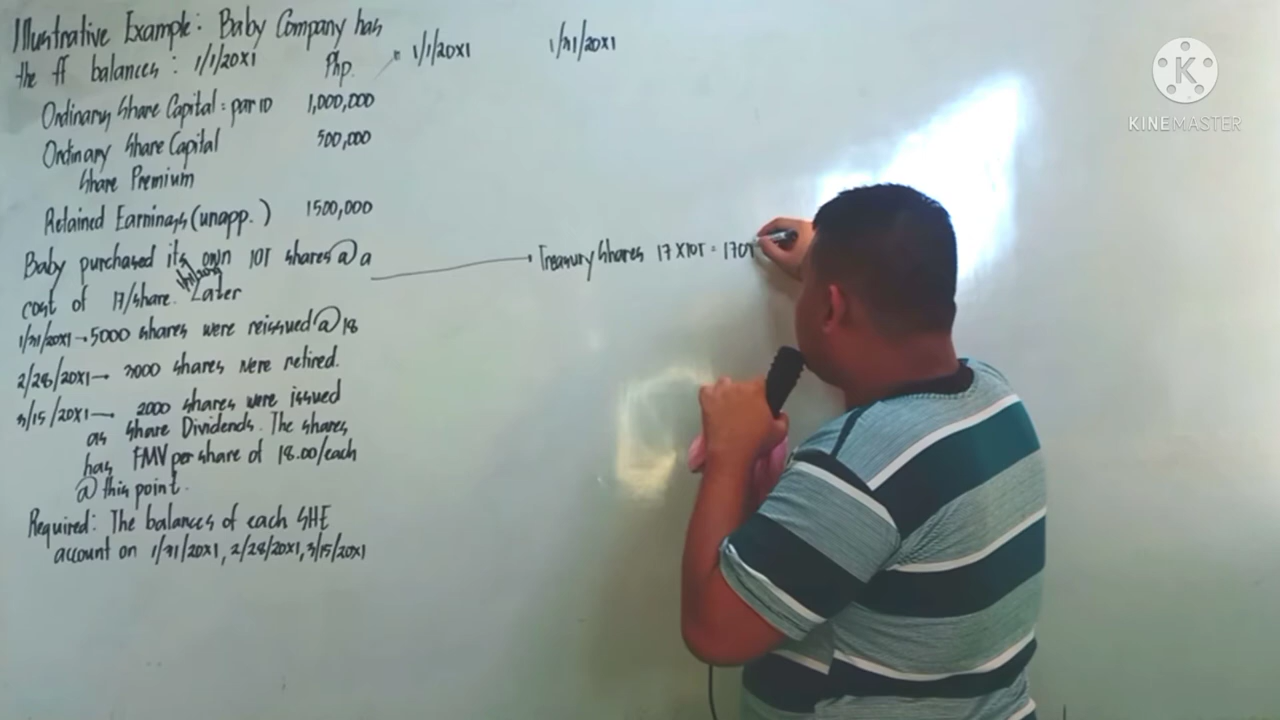 Illustrative Example: Baby Company has
the ff balances: 1/1/20x1 Php.
1/1/20x1 1/31/20x1
Ordinary Share Capital = par 10 1,000,000
Ordinary Share Capital 500,000
Share Premium
Retained Earnings (unapp.) 1500,000
Baby purchased its own 10T shares @ a
cost of 17/share. Later
Treasury Shares 17 x 10T = 170T
1/31/20x1 → 5000 shares were reissued @ 18
2/28/20x1 → 3000 shares were retired.
3/15/20x1 → 2000 shares were issued
as share Dividends. The shares
has FMV per share of 18.00/each
@ this point.
Required: The balances of each SHE
account on 1/31/20x1, 2/28/20x1, 3/15/20x1
KINEMASTER